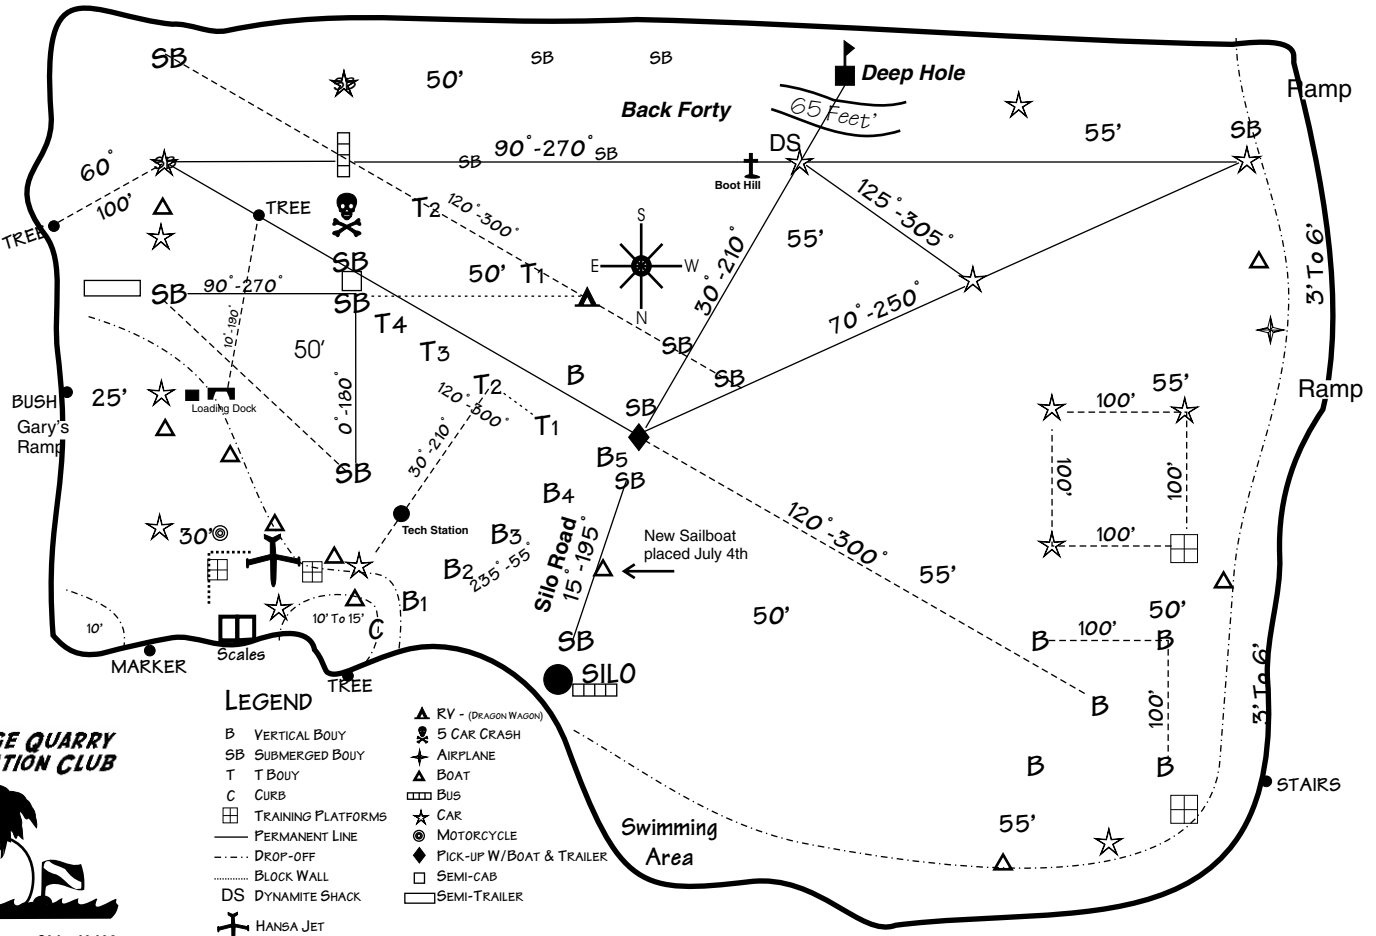 SB
SB
SB
SB
50'
Back Forty
Deep Hole
65 Feet'
Ramp
55'
SB
DS
60°
100'
TREE
SB
90°-270°
SB
SB
Boot Hill
TREE
T2
120°-300°
125°-305°
55'
S
E
W
N
30°-210°
70°-250°
3' To 6'
SB
50'
T1
SB
90°-270°
SB
10°-190°
T4
50'
T3
SB
SB
B
SB
0°-180°
T2
120°-300°
T1
30°-210°
BUSH
25'
Gary's
Ramp
Loading Dock
SB
55'
100'
100'
100'
100'
Ramp
B5
SB
B4
B3
235°-55°
B2
B1
Tech Station
Silo Road
15°-195°
New Sailboat
placed July 4th
120°-300°
55'
30'
10'
10' To 15'
C
MARKER
Scales
TREE
SB
SILO
50'
50'
B
100'
B
B
100'
B
B
3' To 6'
STAIRS
55'
Swimming
Area
GE QUARRY
TION CLUB
LEGEND
B VERTICAL BOUY
SB SUBMERGED BOUY
T T BOUY
C CURB
TRAINING PLATFORMS
PERMANENT LINE
DROP-OFF
BLOCK WALL
DS DYNAMITE SHACK
HANSA JET
RV - (DRAGON WAGON)
5 CAR CRASH
AIRPLANE
BOAT
BUS
CAR
MOTORCYCLE
PICK-UP W/BOAT & TRAILER
SEMI-CAB
SEMI-TRAILER